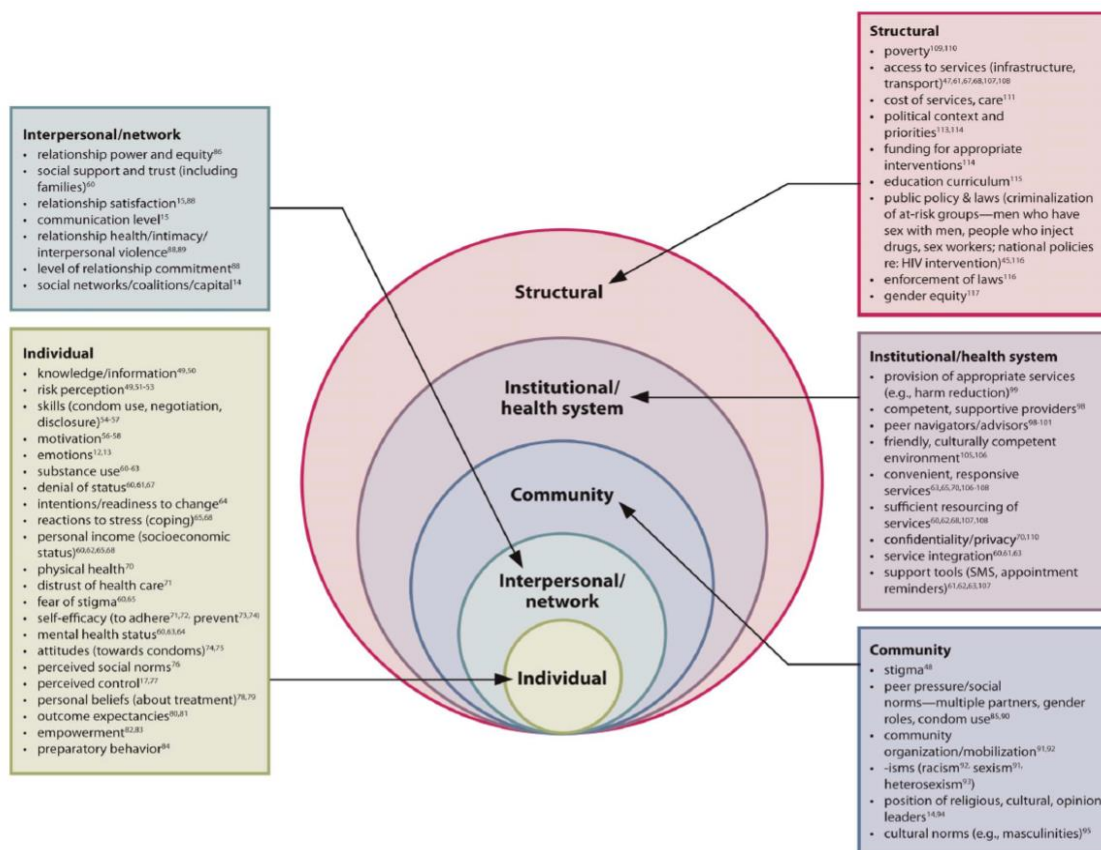 Interpersonal/network
• relationship power and equity86
• social support and trust (including
families)60
• relationship satisfaction15,88
• communication level15
• relationship health/intimacy/
interpersonal violence88,89
• level of relationship commitment88
• social networks/coalitions/capital14
Individual
• knowledge/information49,50
• risk perception49,51-53
• skills (condom use, negotiation,
disclosure)54-57
• motivation56-58
• emotions12,13
• substance use60-63
• denial of status60,61,67
• intentions/readiness to change64
• reactions to stress (coping)65,68
• personal income (socioeconomic
status)60,62,65,68
• physical health70
• distrust of health care71
• fear of stigma60,65
• self-efficacy (to adhere71,72, prevent73,74)
• mental health status60,63,64
• attitudes (towards condoms)74,75
• perceived social norms76
• perceived control17,77
• personal beliefs (about treatment)78,79
• outcome expectancies80,81
• empowerment82,83
• preparatory behavior84
Structural
Institutional/
health system
Community
Interpersonal/
network
Individual
Structural
• poverty109,110
• access to services (infrastructure,
transport)47,61,67,68,107,108
• cost of services, care111
• political context and
priorities113,114
• funding for appropriate
interventions114
• education curriculum115
• public policy & laws (criminalization
of at-risk groups—men who have
sex with men, people who inject
drugs, sex workers; national policies
re: HIV intervention)45,116
• enforcement of laws116
• gender equity117
Institutional/health system
• provision of appropriate services
(e.g., harm reduction)99
• competent, supportive providers98
• peer navigators/advisors98-101
• friendly, culturally competent
environment105,106
• convenient, responsive
services63,65,70,106-108
• sufficient resourcing of
services60,62,68,107,108
• confidentiality/privacy70,110
• service integration60,61,63
• support tools (SMS, appointment
reminders)61,62,63,107
Community
• stigma48
• peer pressure/social
norms—multiple partners, gender
roles, condom use85,90
• community
organization/mobilization91,92
• -isms (racism92, sexism91,
heterosexism93)
• position of religious, cultural, opinion
leaders14,94
• cultural norms (e.g., masculinities)95